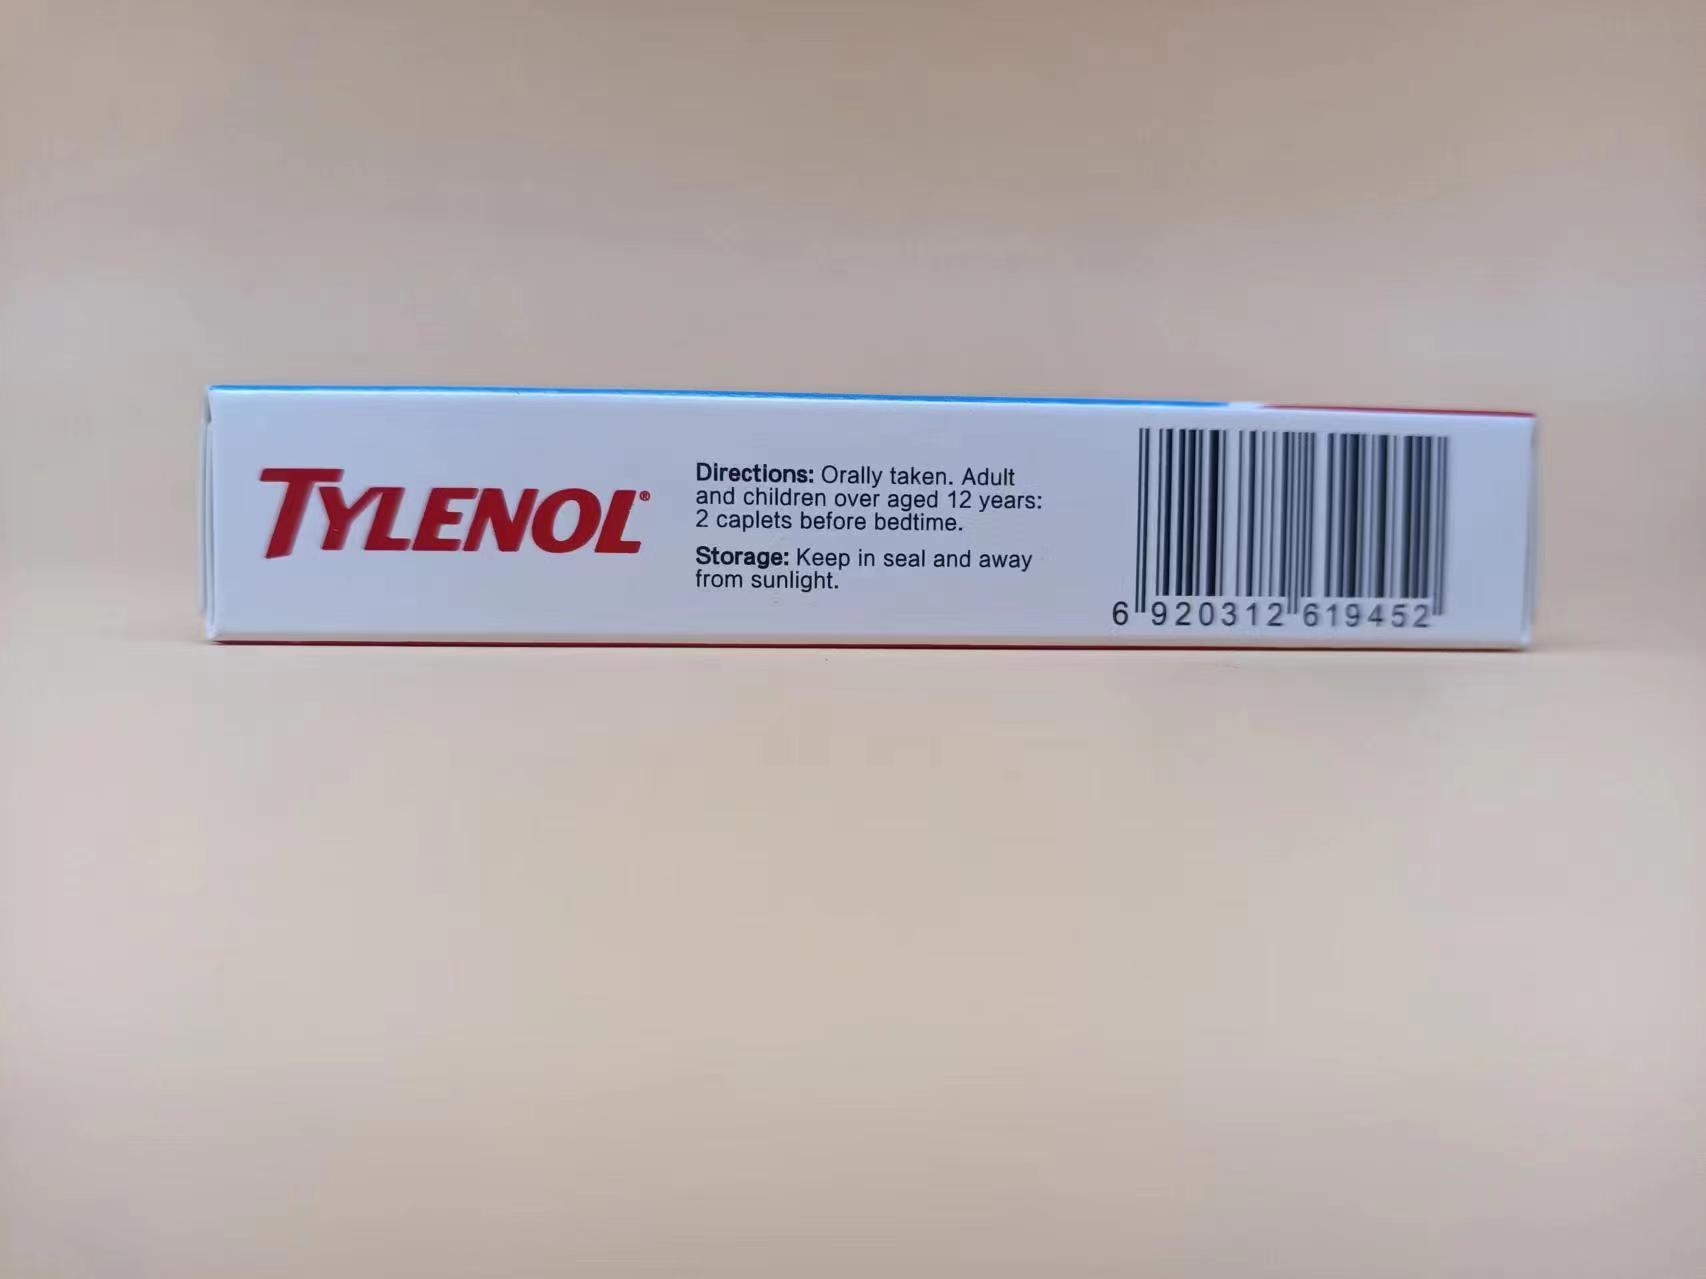 TYLENOL®
Directions: Orally taken. Adult
and children over aged 12 years:
2 caplets before bedtime.
Storage: Keep in seal and away
from sunlight.
6 920312 619452